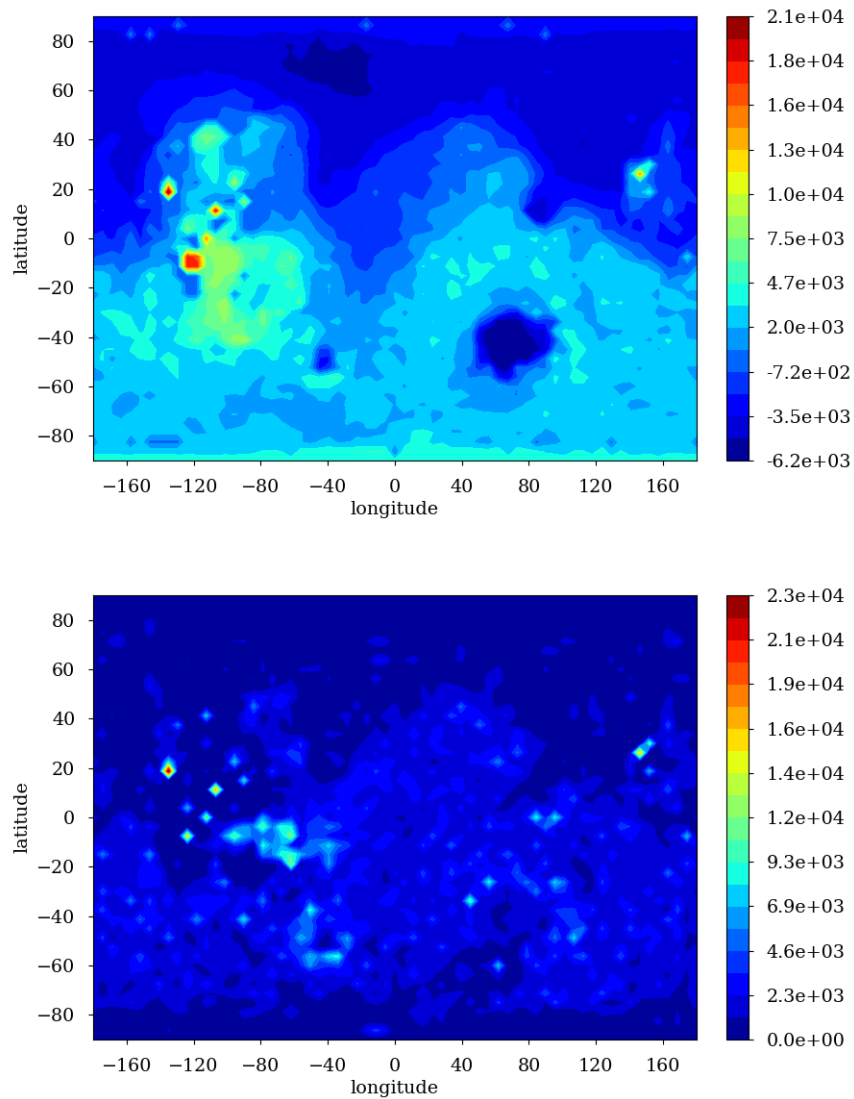 2.1e+04
80
1.8e+04
60
1.6e+04
40
1.3e+04
20
1.0e+04
latitude
0
7.5e+03
−20
4.7e+03
−40
2.0e+03
−60
-7.2e+02
−80
-3.5e+03
-6.2e+03
−160 −120 −80 −40 0 40 80 120 160
longitude
2.3e+04
80
2.1e+04
60
1.9e+04
40
1.6e+04
20
1.4e+04
latitude
0
1.2e+04
−20
9.3e+03
−40
6.9e+03
−60
4.6e+03
−80
2.3e+03
0.0e+00
−160 −120 −80 −40 0 40 80 120 160
longitude